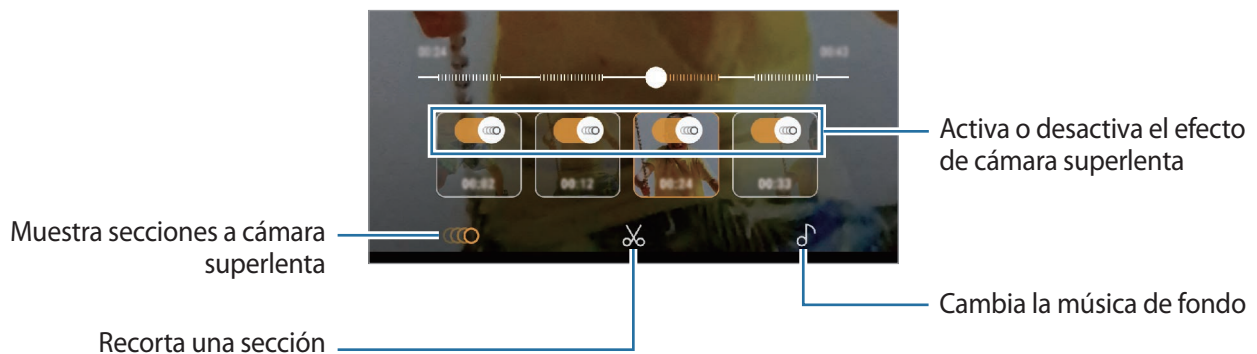 00:24
00:43
Activa o desactiva el efecto
de cámara superlenta
00:02
00:12
00:24
00:33
Muestra secciones a cámara
superlenta
Cambia la música de fondo
Recorta una sección